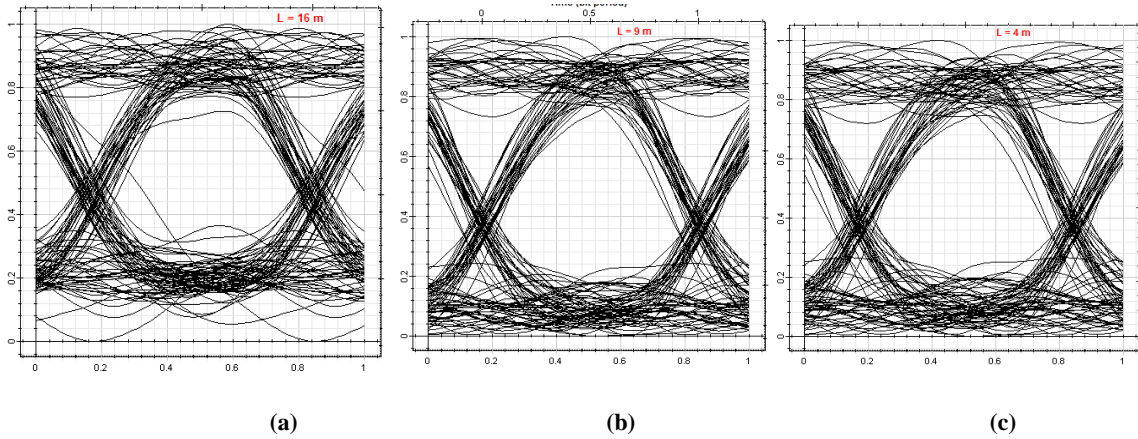 Time (bit period)
0 0.5 1
L = 16 m
L = 9 m
L = 4 m
1 1 1
0.8 0.8 0.8
0.6 0.6 0.6
0.4 0.4 0.4
0.2 0.2 0.2
0 0 0
0 0.2 0.4 0.6 0.8 1 0 0.2 0.4 0.6 0.8 1 0 0.2 0.4 0.6 0.8 1
(a) (b) (c)